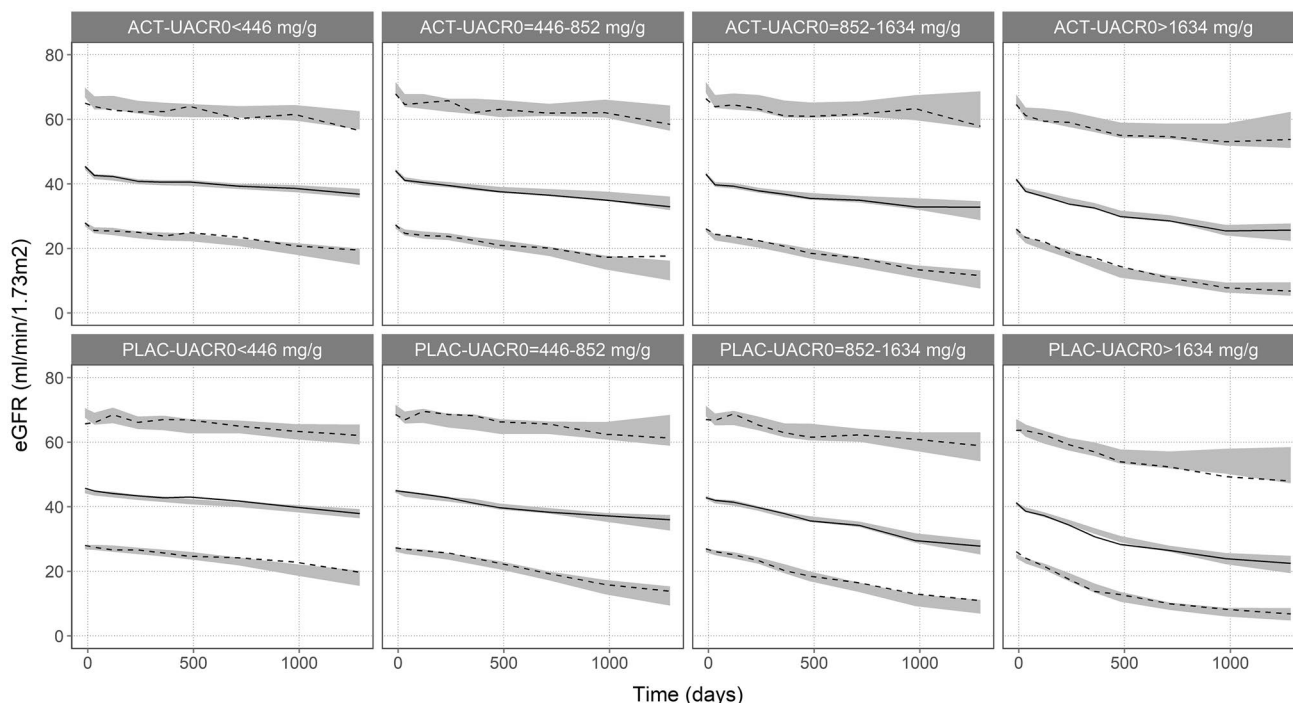 ACT-UACR0<446 mg/g
ACT-UACR0=446-852 mg/g
ACT-UACR0=852-1634 mg/g
ACT-UACR0>1634 mg/g
80
60
40
20
0
PLAC-UACR0<446 mg/g
PLAC-UACR0=446-852 mg/g
PLAC-UACR0=852-1634 mg/g
PLAC-UACR0>1634 mg/g
80
60
40
20
0
eGFR (ml/min/1.73m2)
0 500 1000
0 500 1000
0 500 1000
0 500 1000
Time (days)